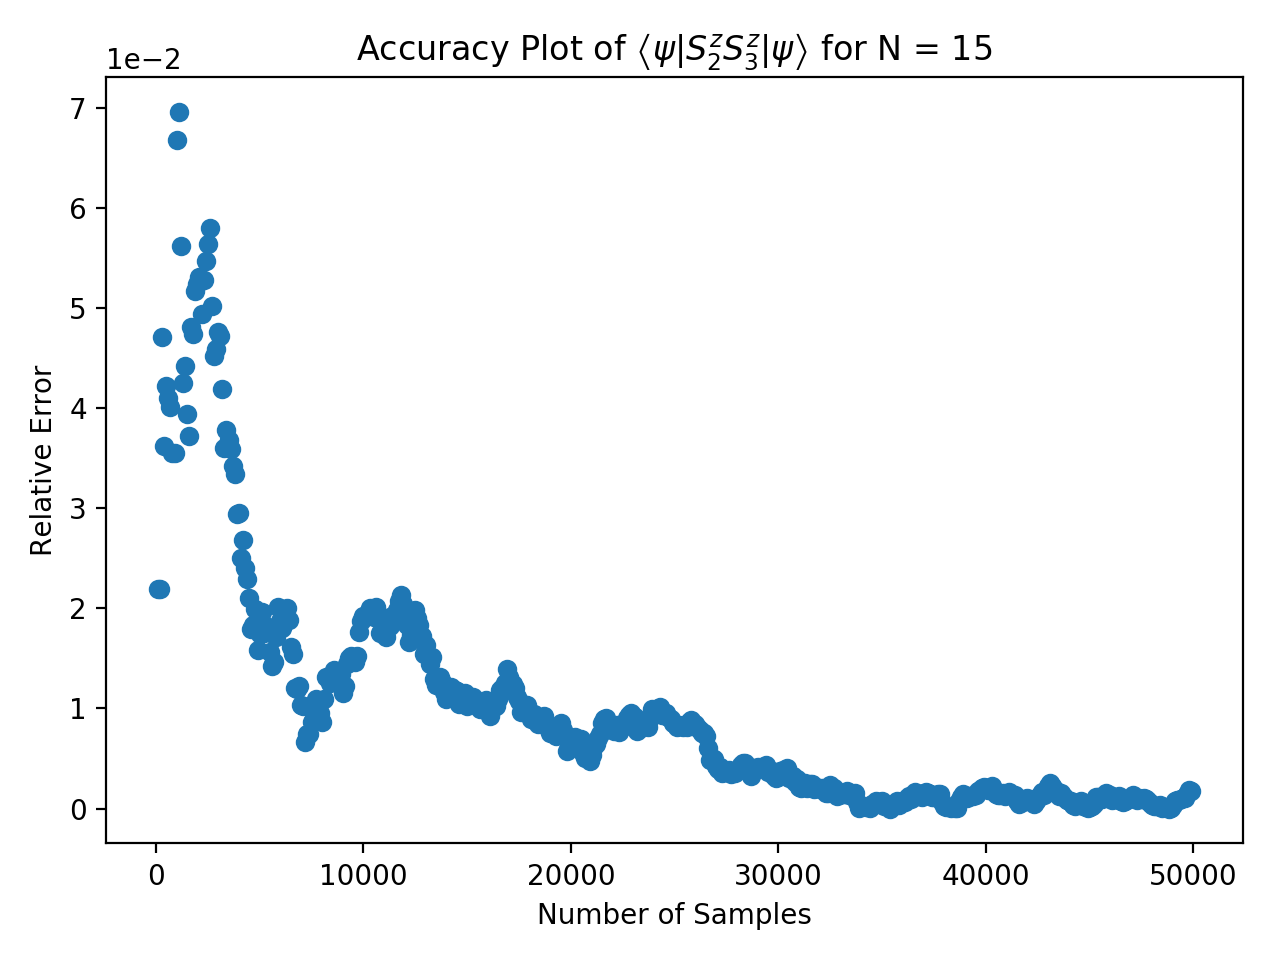 Accuracy Plot of ⟨ψ|S₂ᶻS₃ᶻ|ψ⟩ for N = 15
1e−2
7
6
5
4
3
2
1
0
Relative Error
0 10000 20000 30000 40000 50000
Number of Samples